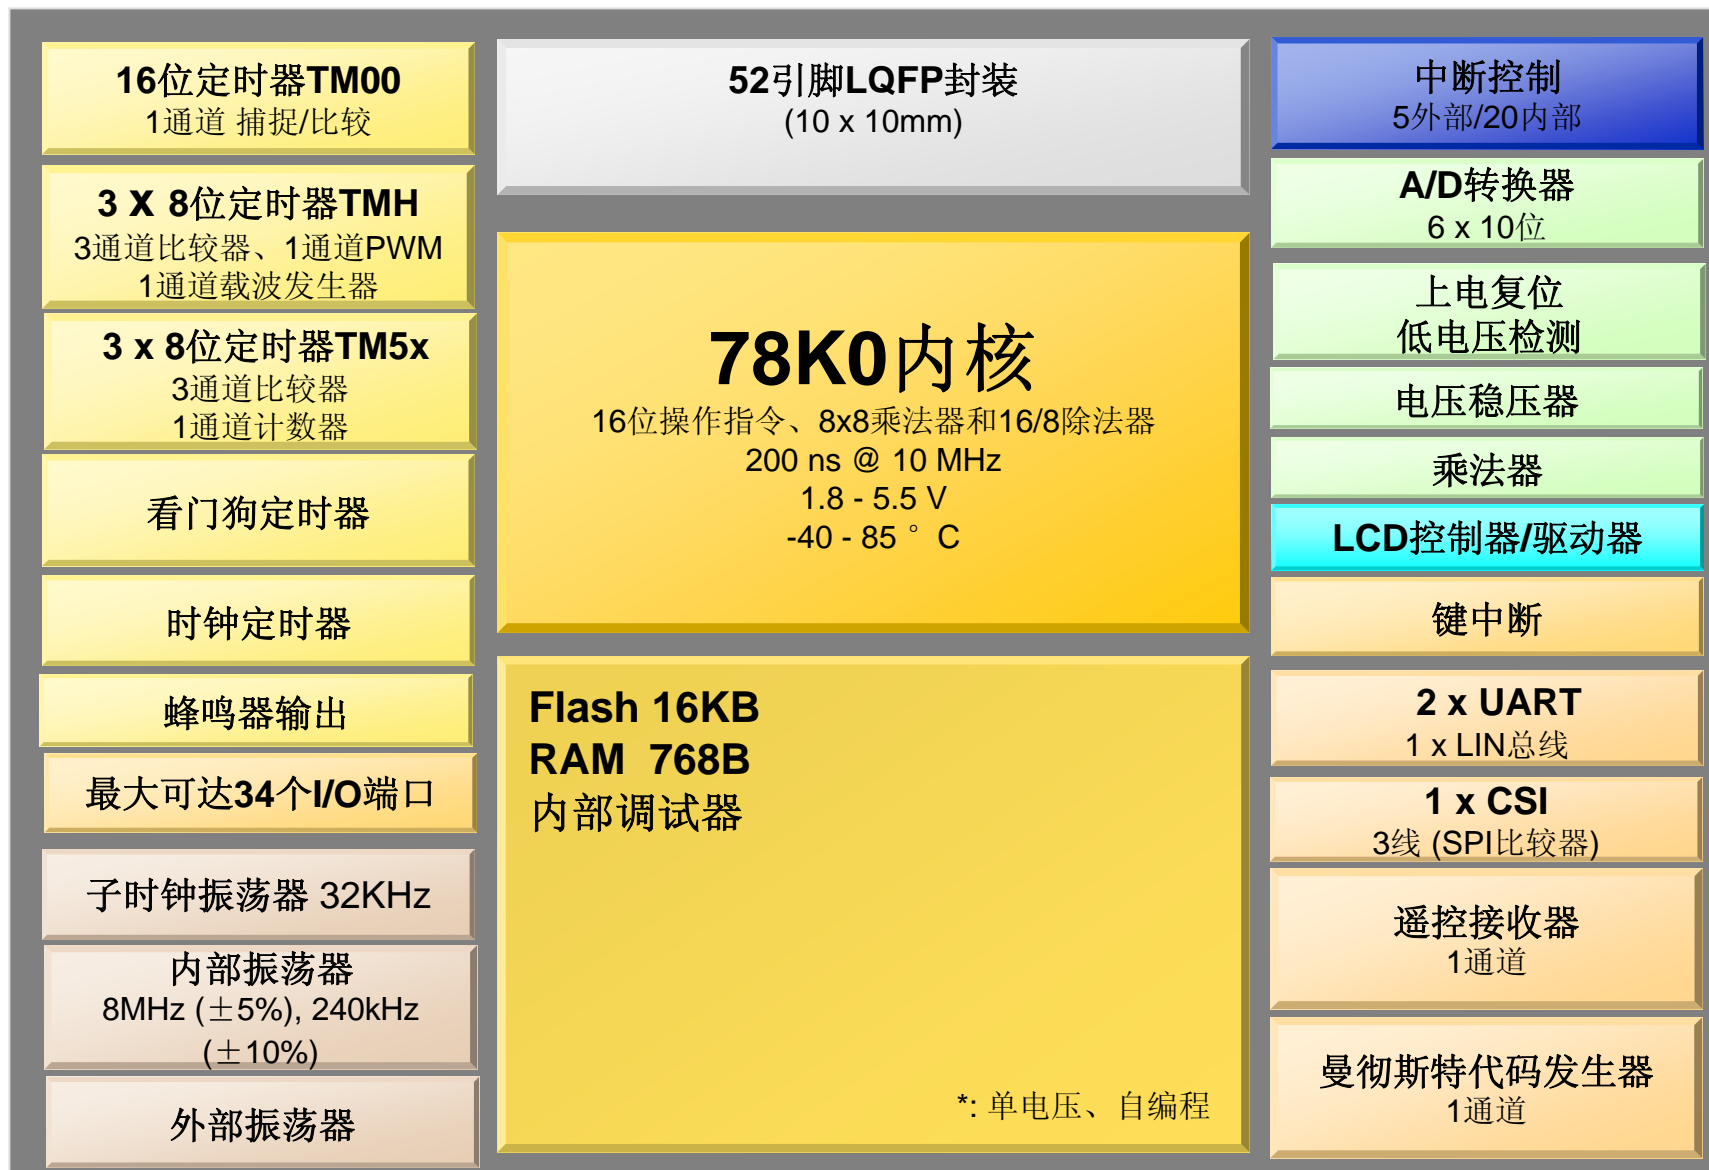 16位定时器TM00
1通道 捕捉/比较
3 X 8位定时器TMH
3通道比较器、1通道PWM
1通道载波发生器
3 x 8位定时器TM5x
3通道比较器
1通道计数器
看门狗定时器
时钟定时器
蜂鸣器输出
最大可达34个I/O端口
子时钟振荡器 32KHz
内部振荡器
8MHz (±5%), 240kHz
(±10%)
外部振荡器
52引脚LQFP封装
(10 x 10mm)
78K0内核
16位操作指令、8x8乘法器和16/8除法器
200 ns @ 10 MHz
1.8 - 5.5 V
-40 - 85 ° C
Flash 16KB
RAM 768B
内部调试器
*: 单电压、自编程
中断控制
5外部/20内部
A/D转换器
6 x 10位
上电复位
低电压检测
电压稳压器
乘法器
LCD控制器/驱动器
键中断
2 x UART
1 x LIN总线
1 x CSI
3线 (SPI比较器)
遥控接收器
1通道
曼彻斯特代码发生器
1通道